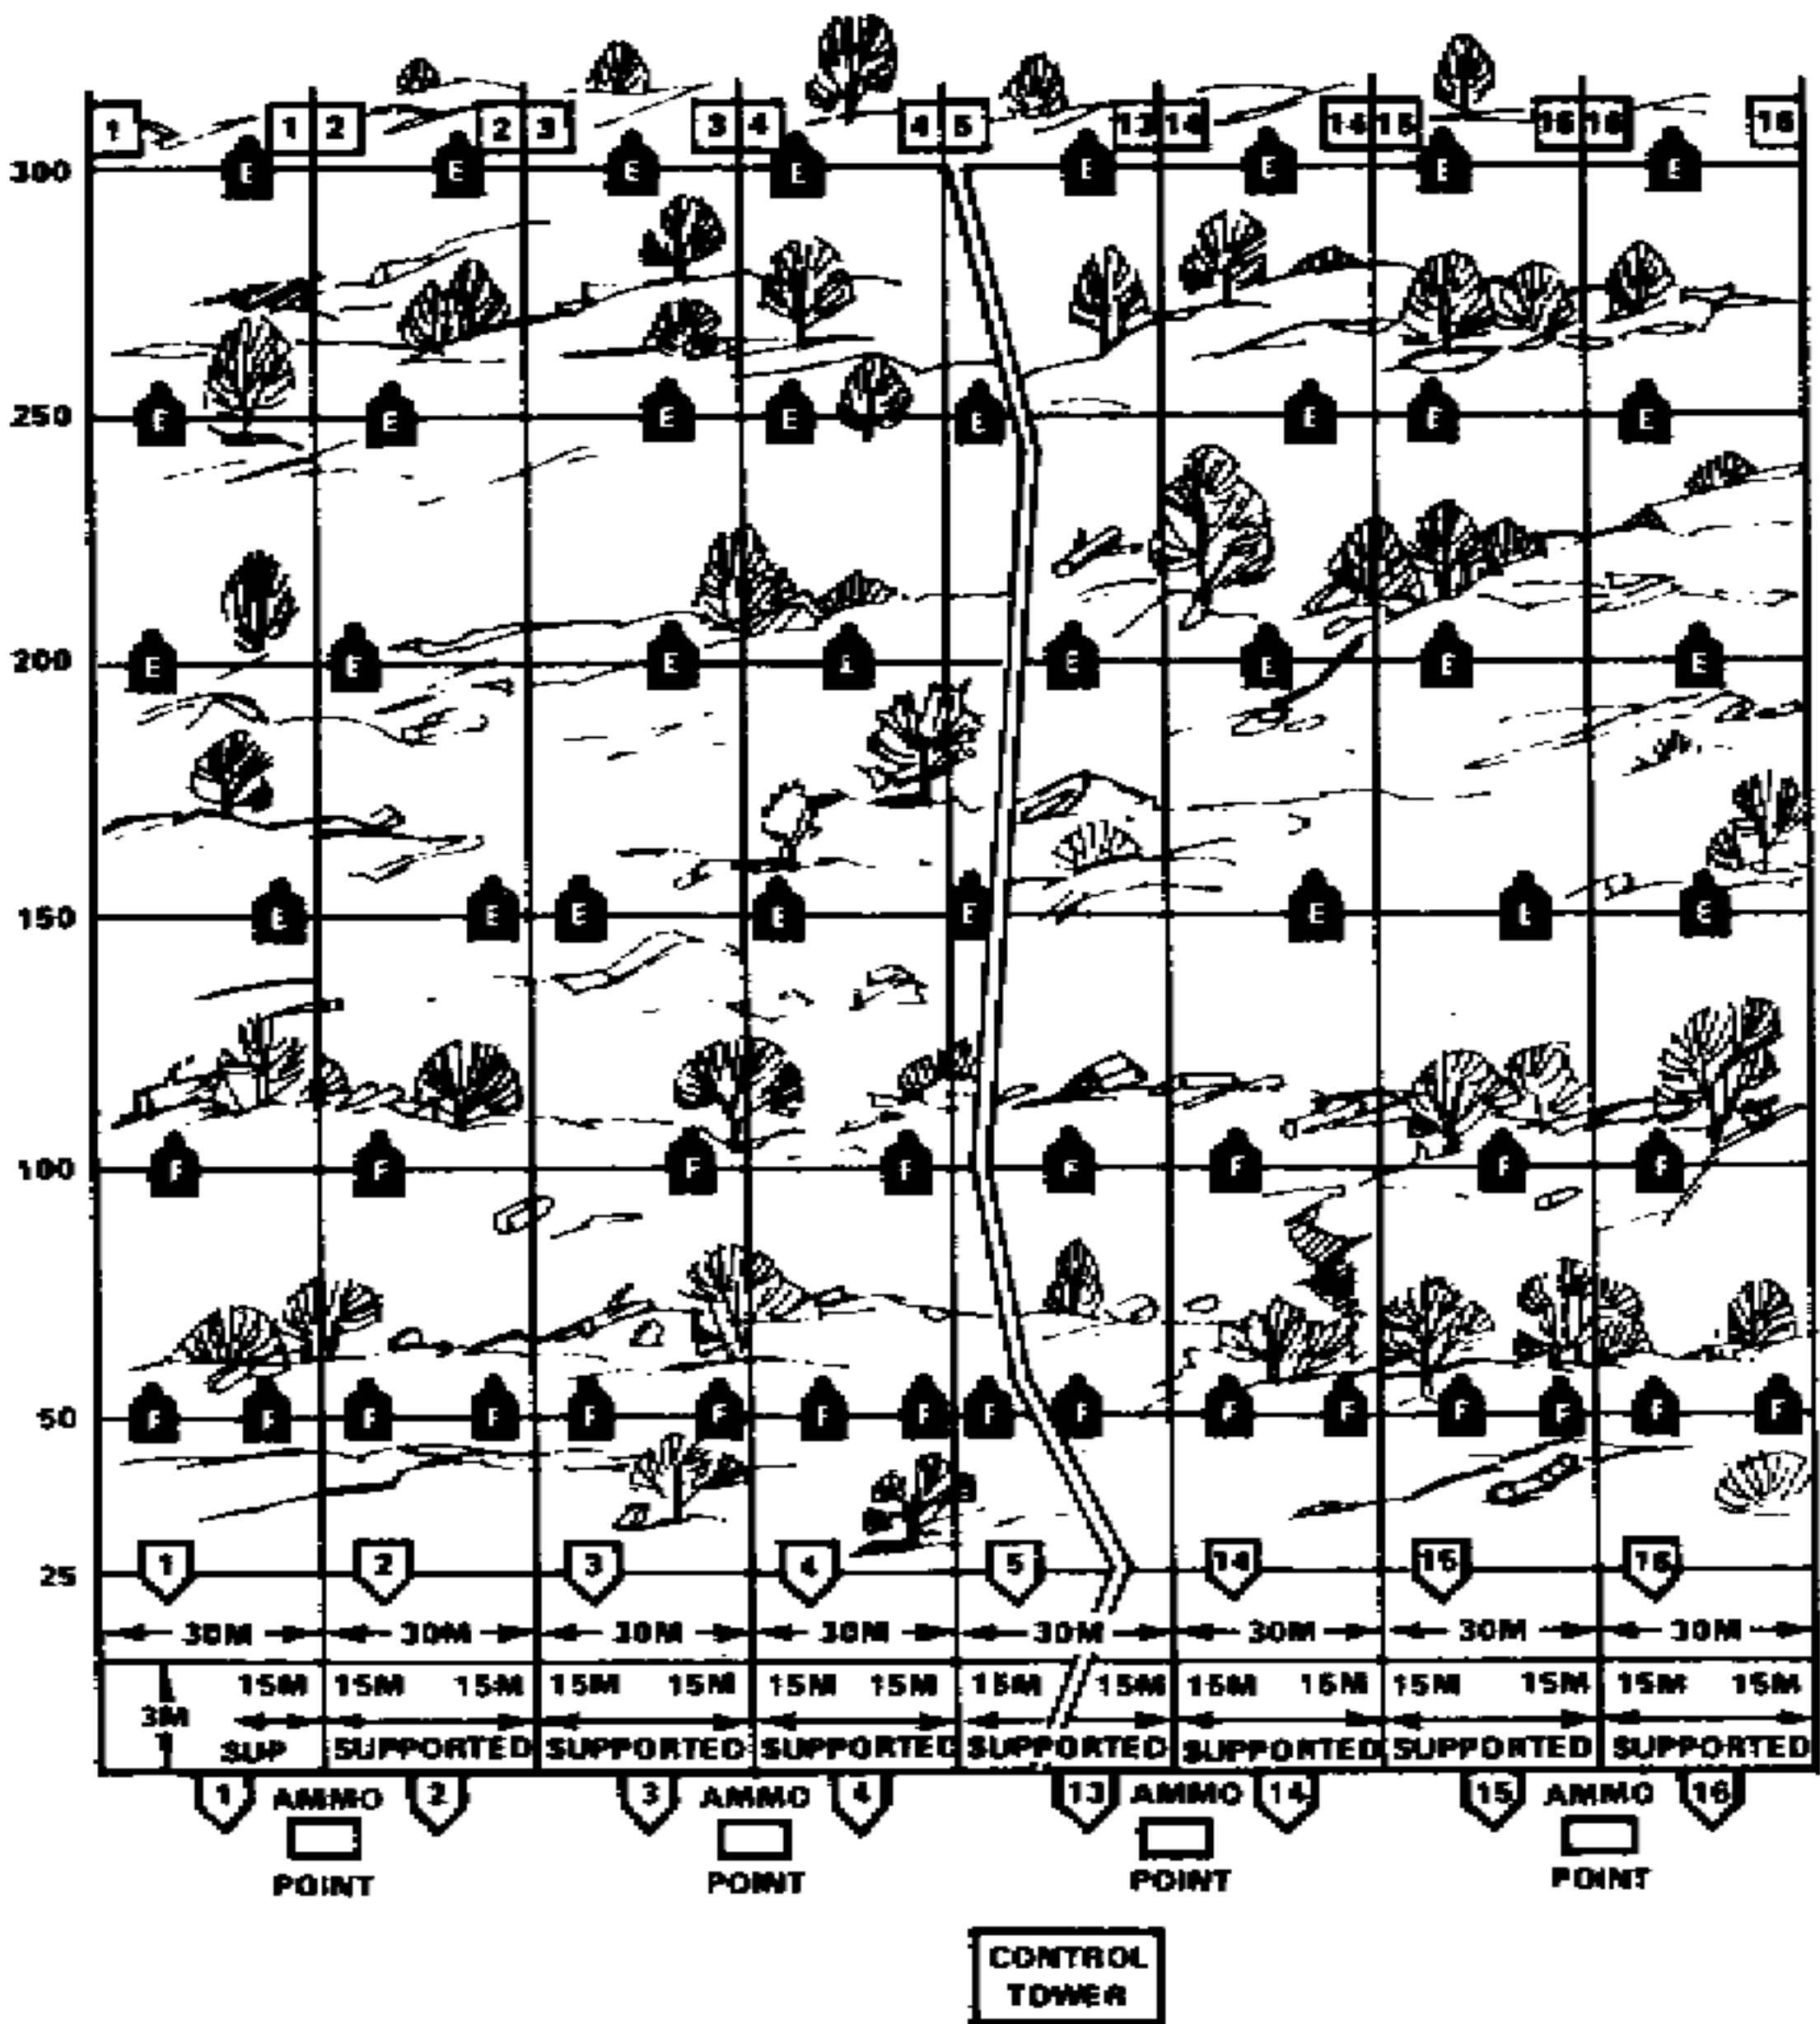 1 1 2 2 3 3 4 4 5 13 14 14 15 16 16 16
300 E E E E E E E E
250 E E E E E E E E
200 E E E E E E E
150 E E E E E E E E
100 F F F F F F F F
50 F F F F F F F F F F F F F F F F
25 1 2 3 4 5 14 15 16
30M 30M 30M 30M 30M 30M 30M 30M
15M 15M 15M 15M 15M 15M 15M 15M 15M 15M 15M 15M 15M 15M 15M
3M
SUP SUPPORTED SUPPORTED SUPPORTED SUPPORTED SUPPORTED SUPPORTED SUPPORTED
1 AMMO 2 3 AMMO 4 13 AMMO 14 15 AMMO 16
POINT POINT POINT POINT
CONTROL
TOWER